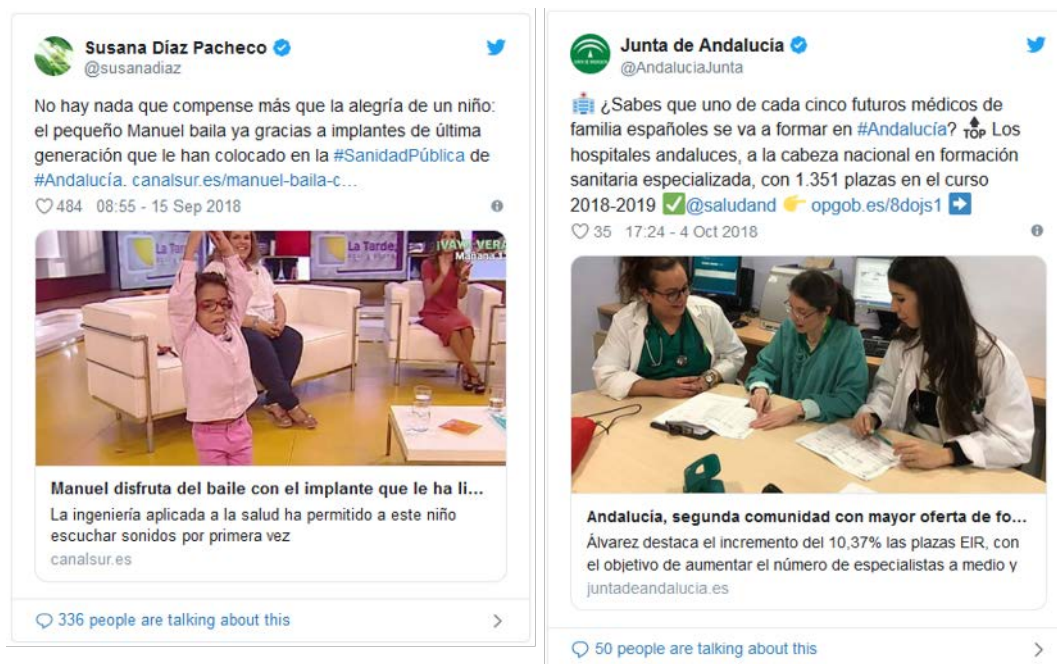 Susana Díaz Pacheco
@susanadiaz
No hay nada que compense más que la alegría de un niño:
el pequeño Manuel baila ya gracias a implantes de última
generación que le han colocado en la #SanidadPública de
#Andalucía. canalsur.es/manuel-baila-c…
484 08:55 - 15 Sep 2018
La Tarde
La Tarde
¡VAYA VERA
Mañana
Manuel disfruta del baile con el implante que le ha li...
La ingeniería aplicada a la salud ha permitido a este niño
escuchar sonidos por primera vez
canalsur.es
336 people are talking about this
Junta de Andalucía
@AndaluciaJunta
¿Sabes que uno de cada cinco futuros médicos de
familia españoles se va a formar en #Andalucía? TOP Los
hospitales andaluces, a la cabeza nacional en formación
sanitaria especializada, con 1.351 plazas en el curso
2018-2019 @saludand opgob.es/8dojs1
35 17:24 - 4 Oct 2018
Andalucía, segunda comunidad con mayor oferta de fo...
Álvarez destaca el incremento del 10,37% las plazas EIR, con
el objetivo de aumentar el número de especialistas a medio y
juntadeandalucia.es
50 people are talking about this